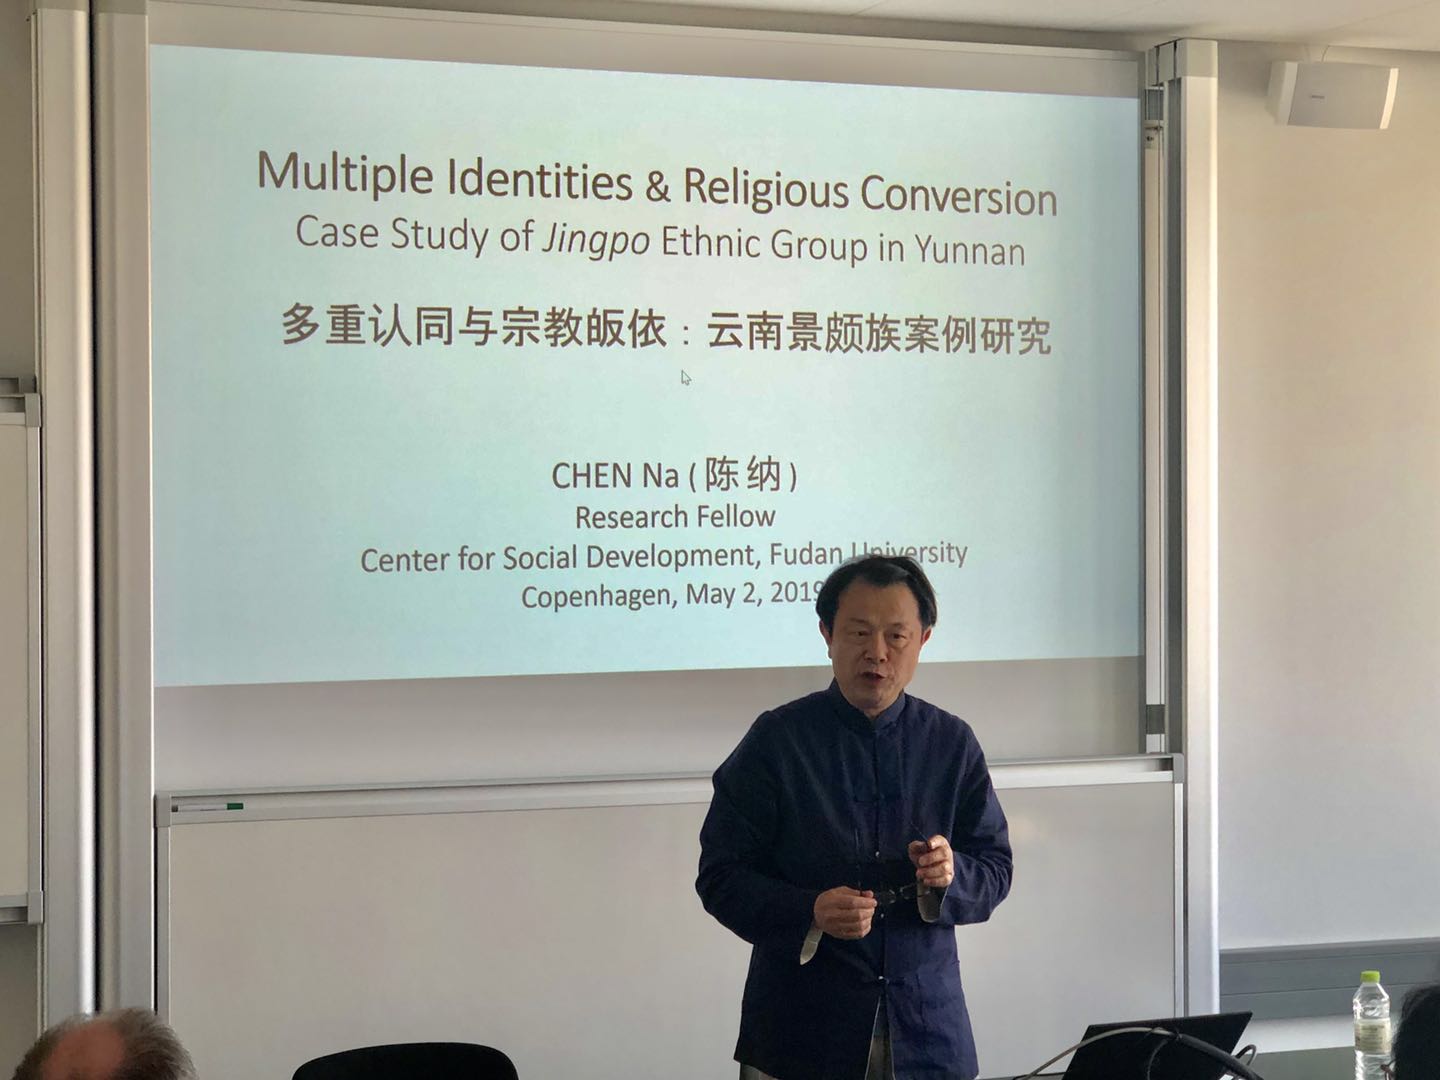 Multiple Identities & Religious Conversion
Case Study of Jingpo Ethnic Group in Yunnan
多重认同与宗教皈依：云南景颇族案例研究
CHEN Na ( 陈 纳 )
Research Fellow
Center for Social Development, Fudan University
Copenhagen, May 2, 2019